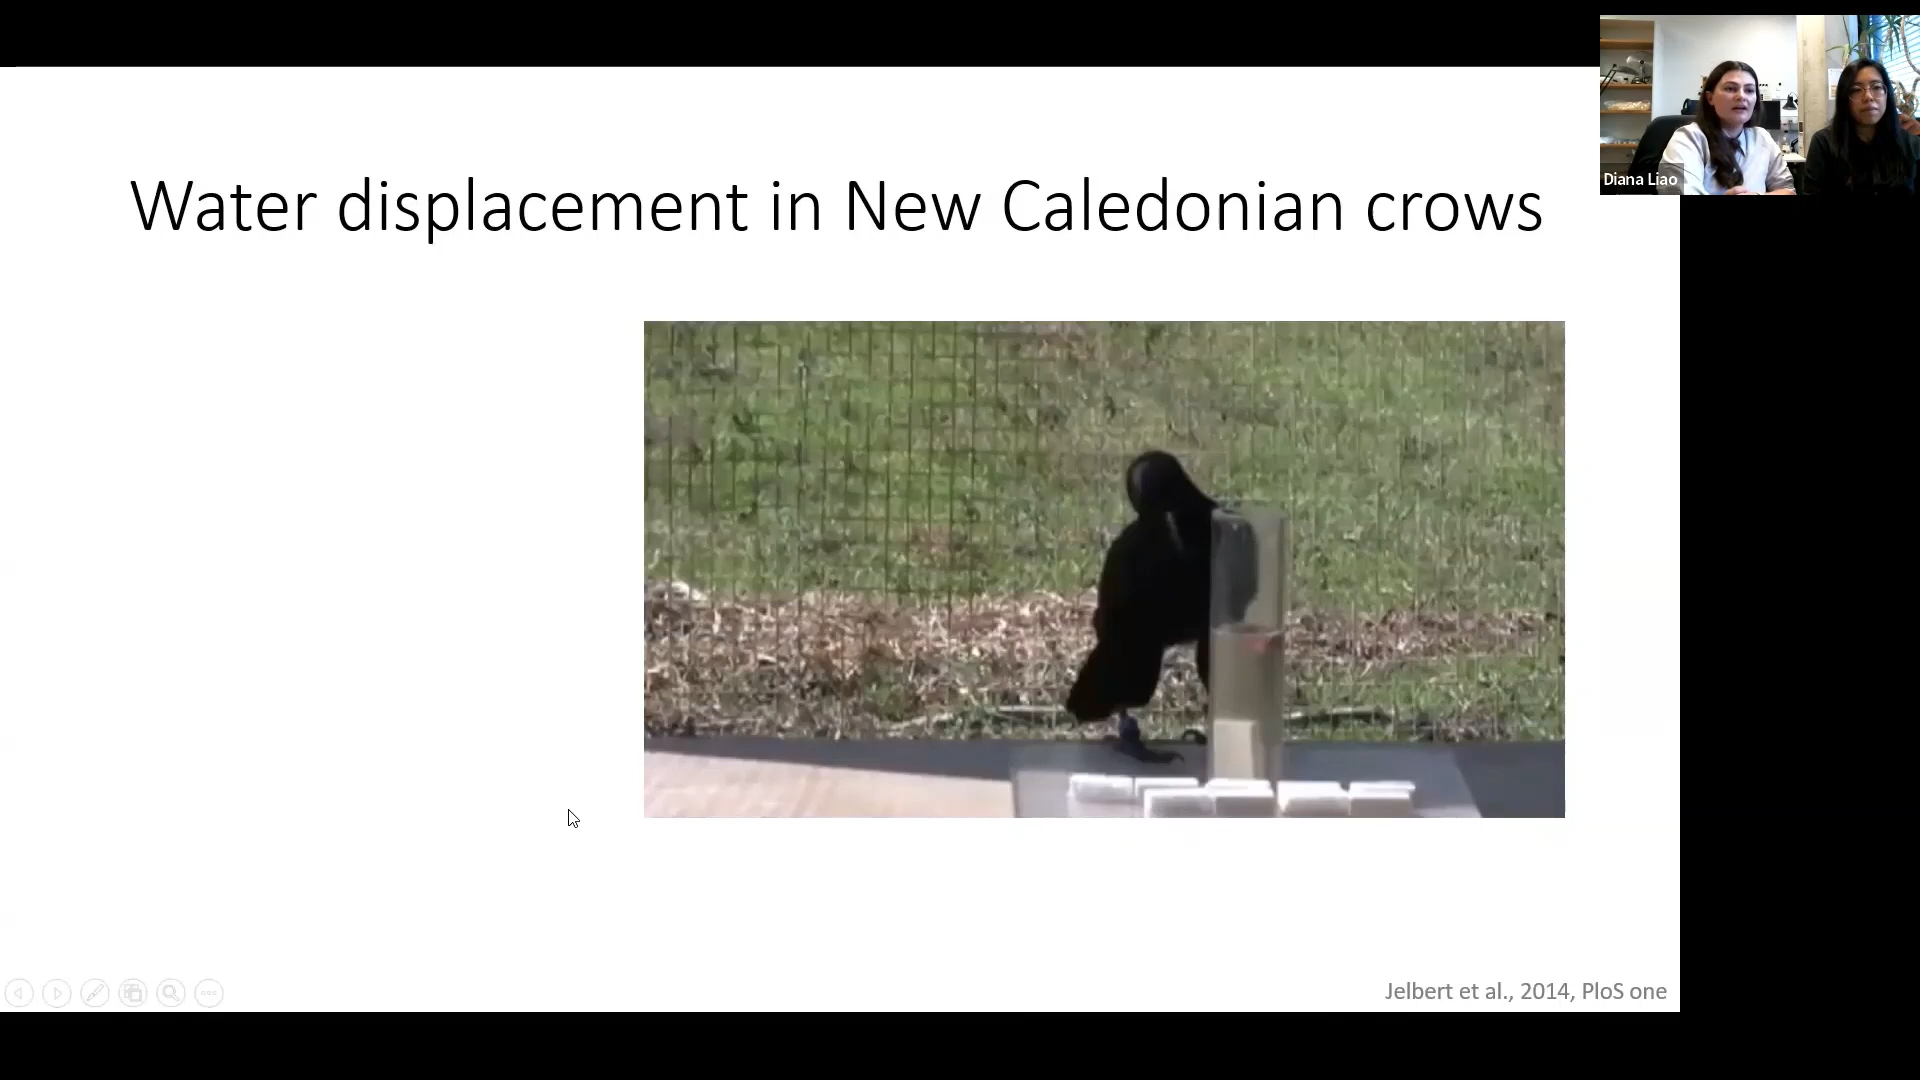 Diana Liao
Water displacement in New Caledonian crows
Jelbert et al., 2014, PloS one